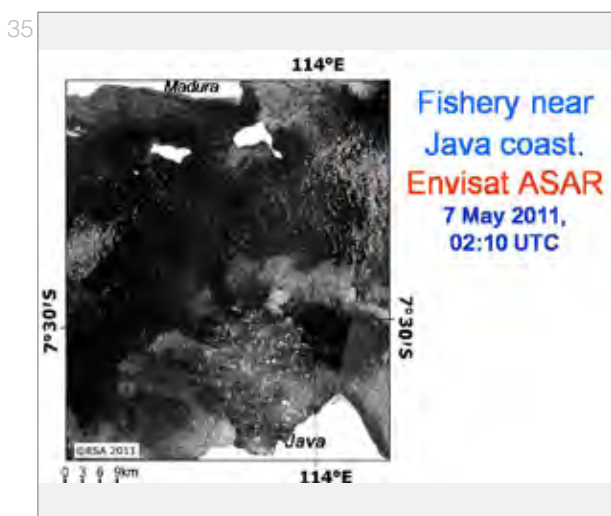 35
114°E
Madura
Fishery near
Java coast.
Envisat ASAR
7 May 2011,
02:10 UTC
7°30'S
7°30'S
Java
©ESA 2011
0 3 6 9km
114°E